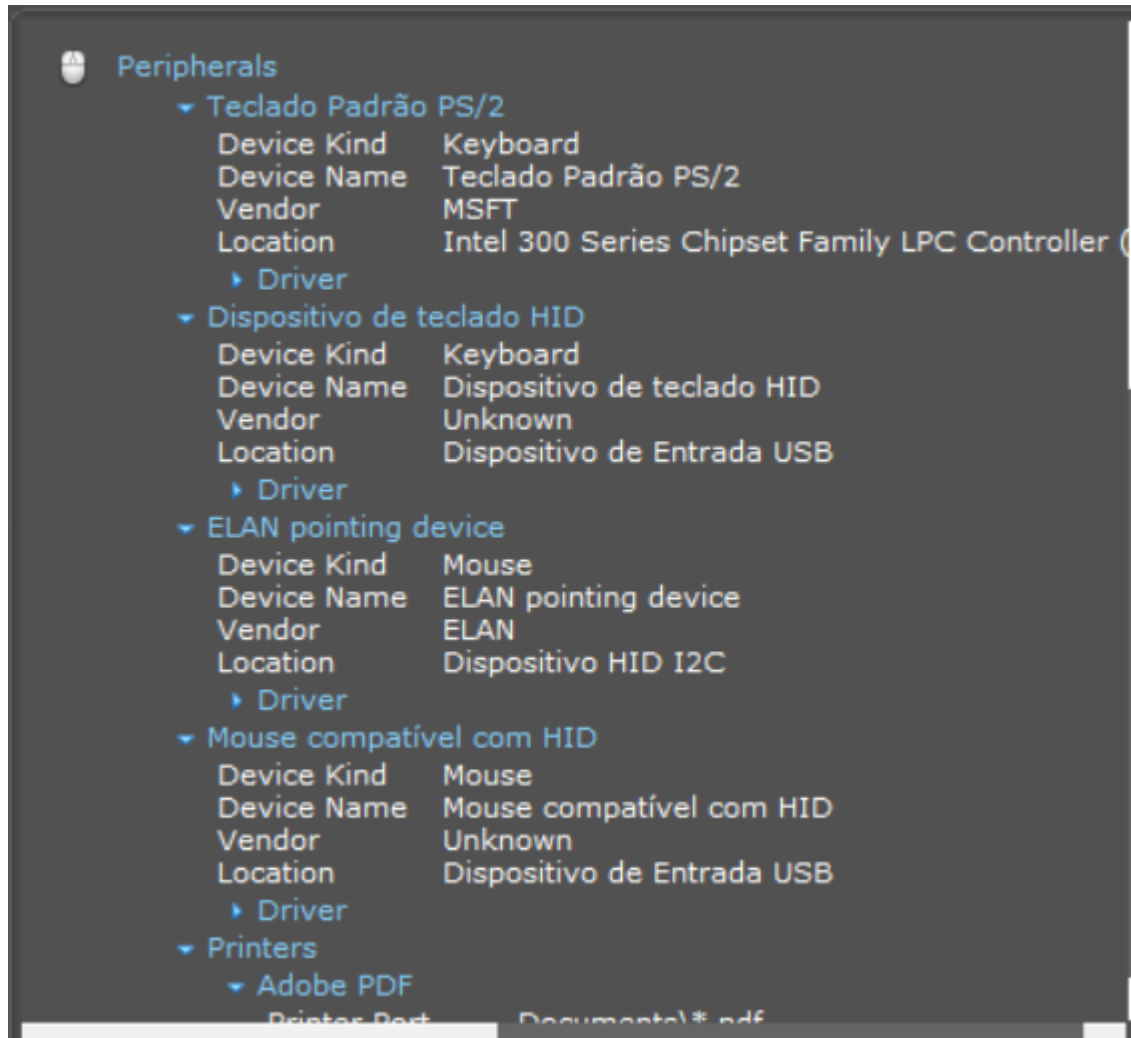 Peripherals
Teclado Padrão PS/2
Device Kind Keyboard
Device Name Teclado Padrão PS/2
Vendor MSFT
Location Intel 300 Series Chipset Family LPC Controller (
Driver
Dispositivo de teclado HID
Device Kind Keyboard
Device Name Dispositivo de teclado HID
Vendor Unknown
Location Dispositivo de Entrada USB
Driver
ELAN pointing device
Device Kind Mouse
Device Name ELAN pointing device
Vendor ELAN
Location Dispositivo HID I2C
Driver
Mouse compatível com HID
Device Kind Mouse
Device Name Mouse compatível com HID
Vendor Unknown
Location Dispositivo de Entrada USB
Driver
Printers
Adobe PDF
Printer Port Documents\*.pdf